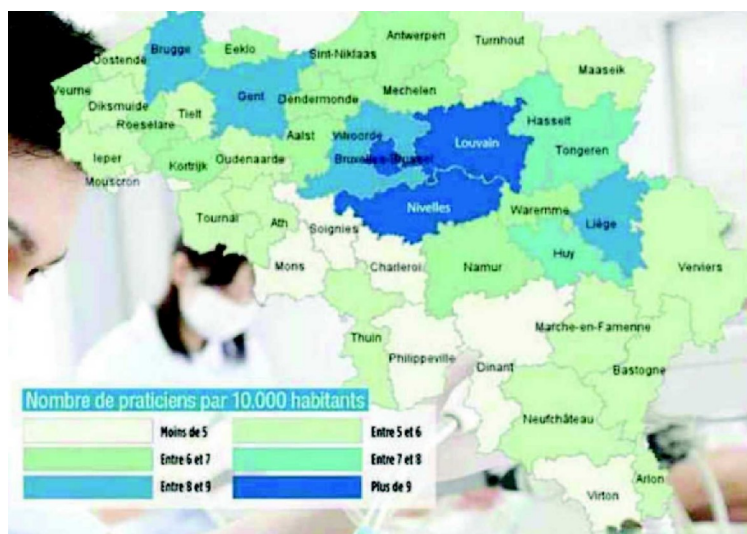 Brugge
Eeklo
Sint-Niklaas
Antwerpen
Turnhout
Oostende
Maaseik
Veurne
Gent
Mechelen
Diksmuide
Tielt
Dendermonde
Roeselare
Hasselt
Aalst
Vilvoorde
Louvain
Ieper
Kortrijk
Oudenaarde
Bruxelles-Brussel
Tongeren
Mouscron
Nivelles
Waremme
Tournai
Ath
Soignies
Liège
Mons
Charleroi
Namur
Huy
Verviers
Thuin
Philippeville
Marche-en-Famenne
Dinant
Bastogne
Neufchâteau
Arlon
Virton
Nombre de praticiens par 10.000 habitants
Moins de 5
Entre 5 et 6
Entre 6 et 7
Entre 7 et 8
Entre 8 et 9
Plus de 9